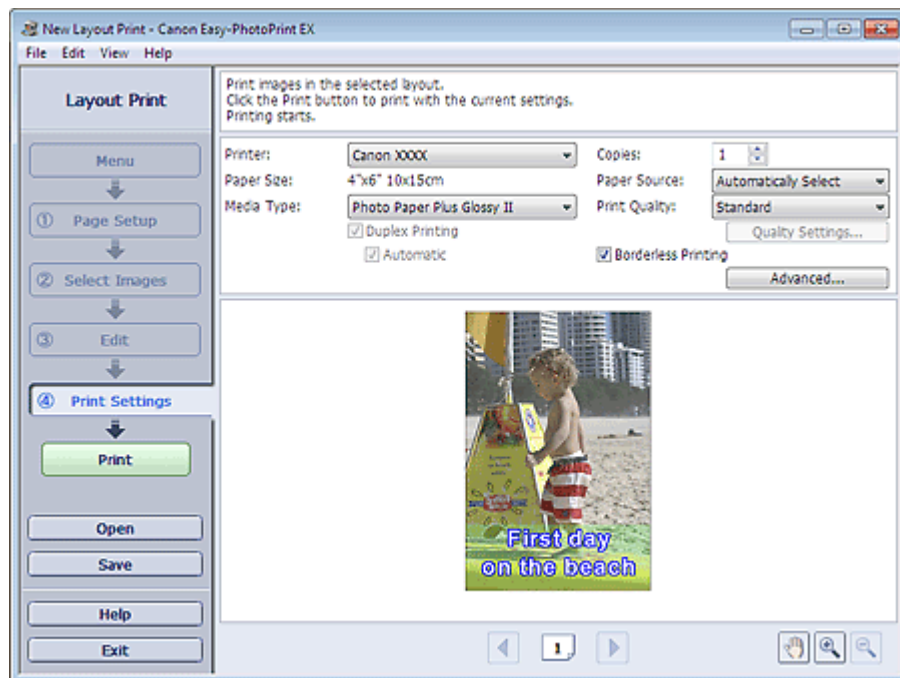 New Layout Print - Canon Easy-PhotoPrint EX
File Edit View Help
Layout Print
Menu
① Page Setup
② Select Images
③ Edit
④ Print Settings
Print
Open
Save
Help
Exit
Print images in the selected layout.
Click the Print button to print with the current settings.
Printing starts.
Printer: Canon XXXX Copies: 1
Paper Size: 4"x6" 10x15cm Paper Source: Automatically Select
Media Type: Photo Paper Plus Glossy II Print Quality: Standard
Duplex Printing Quality Settings...
Automatic Borderless Printing
Advanced...
First day
on the beach
1